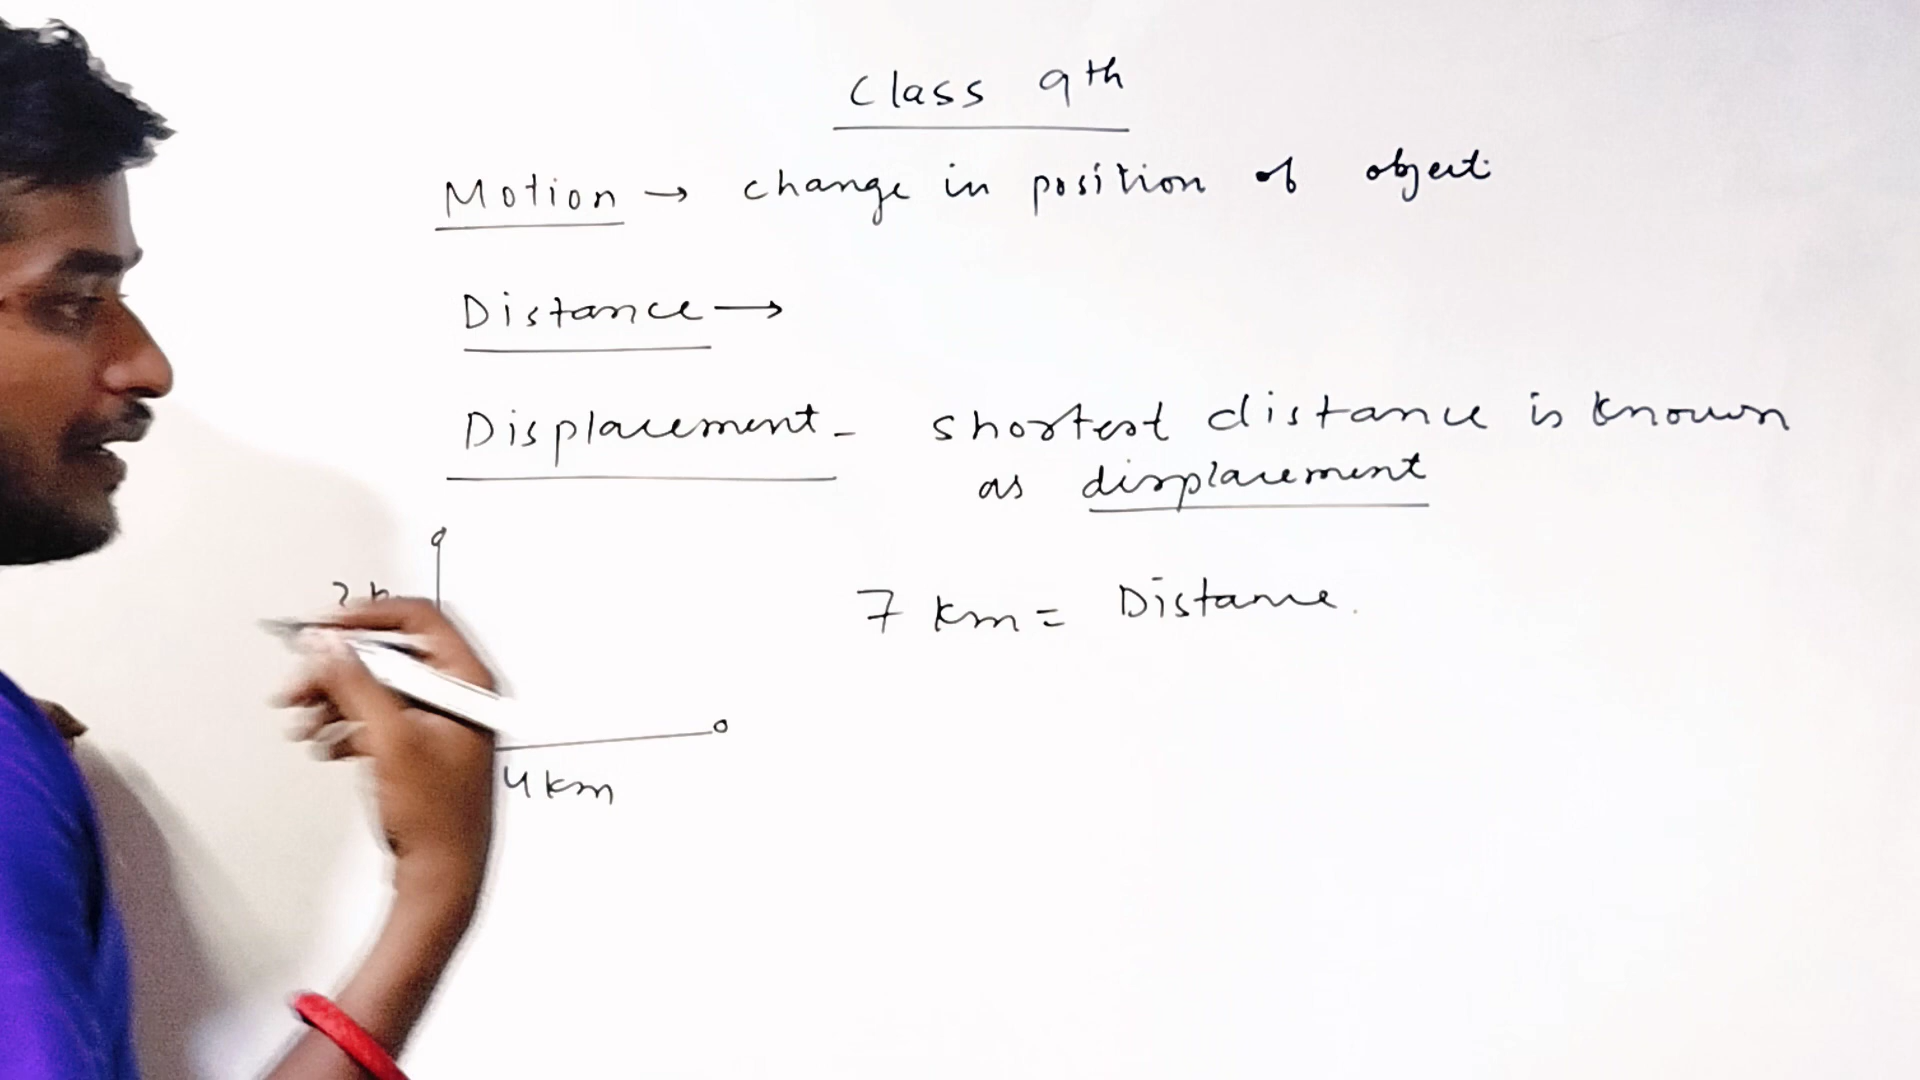 Class 9th
Motion → change in position of object
Distance →
Displacement - shortest distance is known
as displacement
7 km = Distance.
4 km